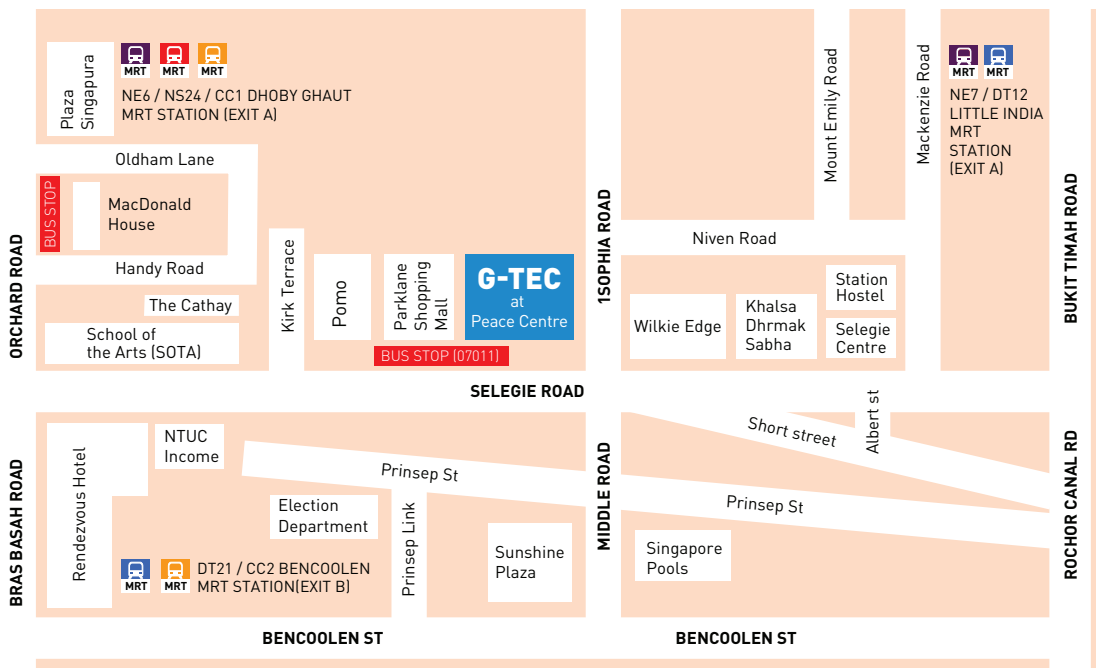 Plaza
Singapura
MRT
MRT
MRT
NE6 / NS24 / CC1 DHOBY GHAUT
MRT STATION (EXIT A)
Oldham Lane
BUS STOP
MacDonald
House
Handy Road
The Cathay
School of
the Arts (SOTA)
ORCHARD ROAD
Kirk Terrace
Pomo
Parklane
Shopping
Mall
G-TEC
at
Peace Centre
BUS STOP (07011)
1SOPHIA ROAD
Mount Emily Road
Mackenzie Road
MRT
MRT
NE7 / DT12
LITTLE INDIA
MRT
STATION
(EXIT A)
Niven Road
Wilkie Edge
Khalsa
Dhrmak
Sabha
Station
Hostel
Selegie
Centre
BUKIT TIMAH ROAD
SELEGIE ROAD
BRAS BASAH ROAD
Rendezvous Hotel
NTUC
Income
Prinsep St
Election
Department
Prinsep Link
MRT
MRT
DT21 / CC2 BENCOOLEN
MRT STATION(EXIT B)
Sunshine
Plaza
MIDDLE ROAD
Short street
Albert st
Prinsep St
Singapore
Pools
ROCHOR CANAL RD
BENCOOLEN ST
BENCOOLEN ST